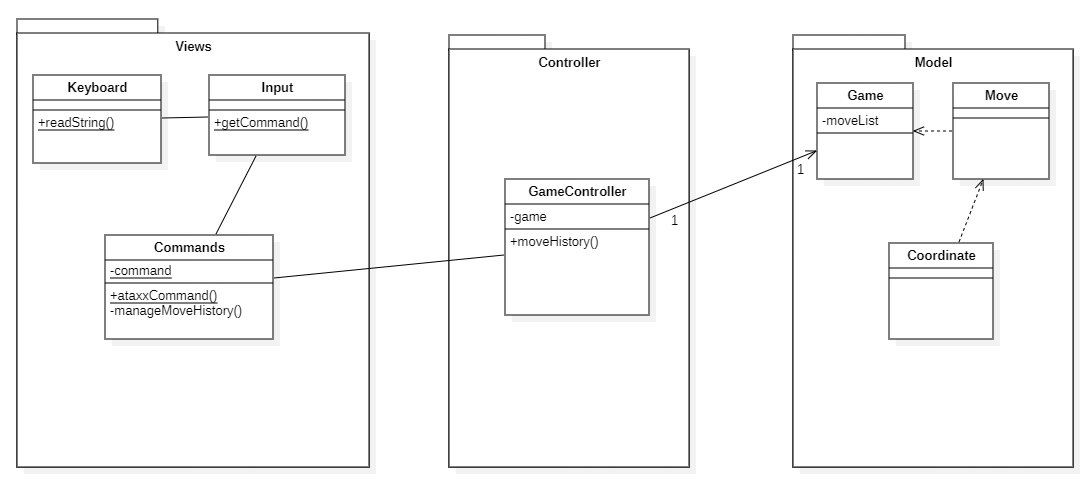 Views
Keyboard
+readString()
Input
+getCommand()
Commands
-command
+ataxxCommand()
-manageMoveHistory()
Controller
GameController
-game
+moveHistory()
1
1
Model
Game
-moveList
Move
Coordinate